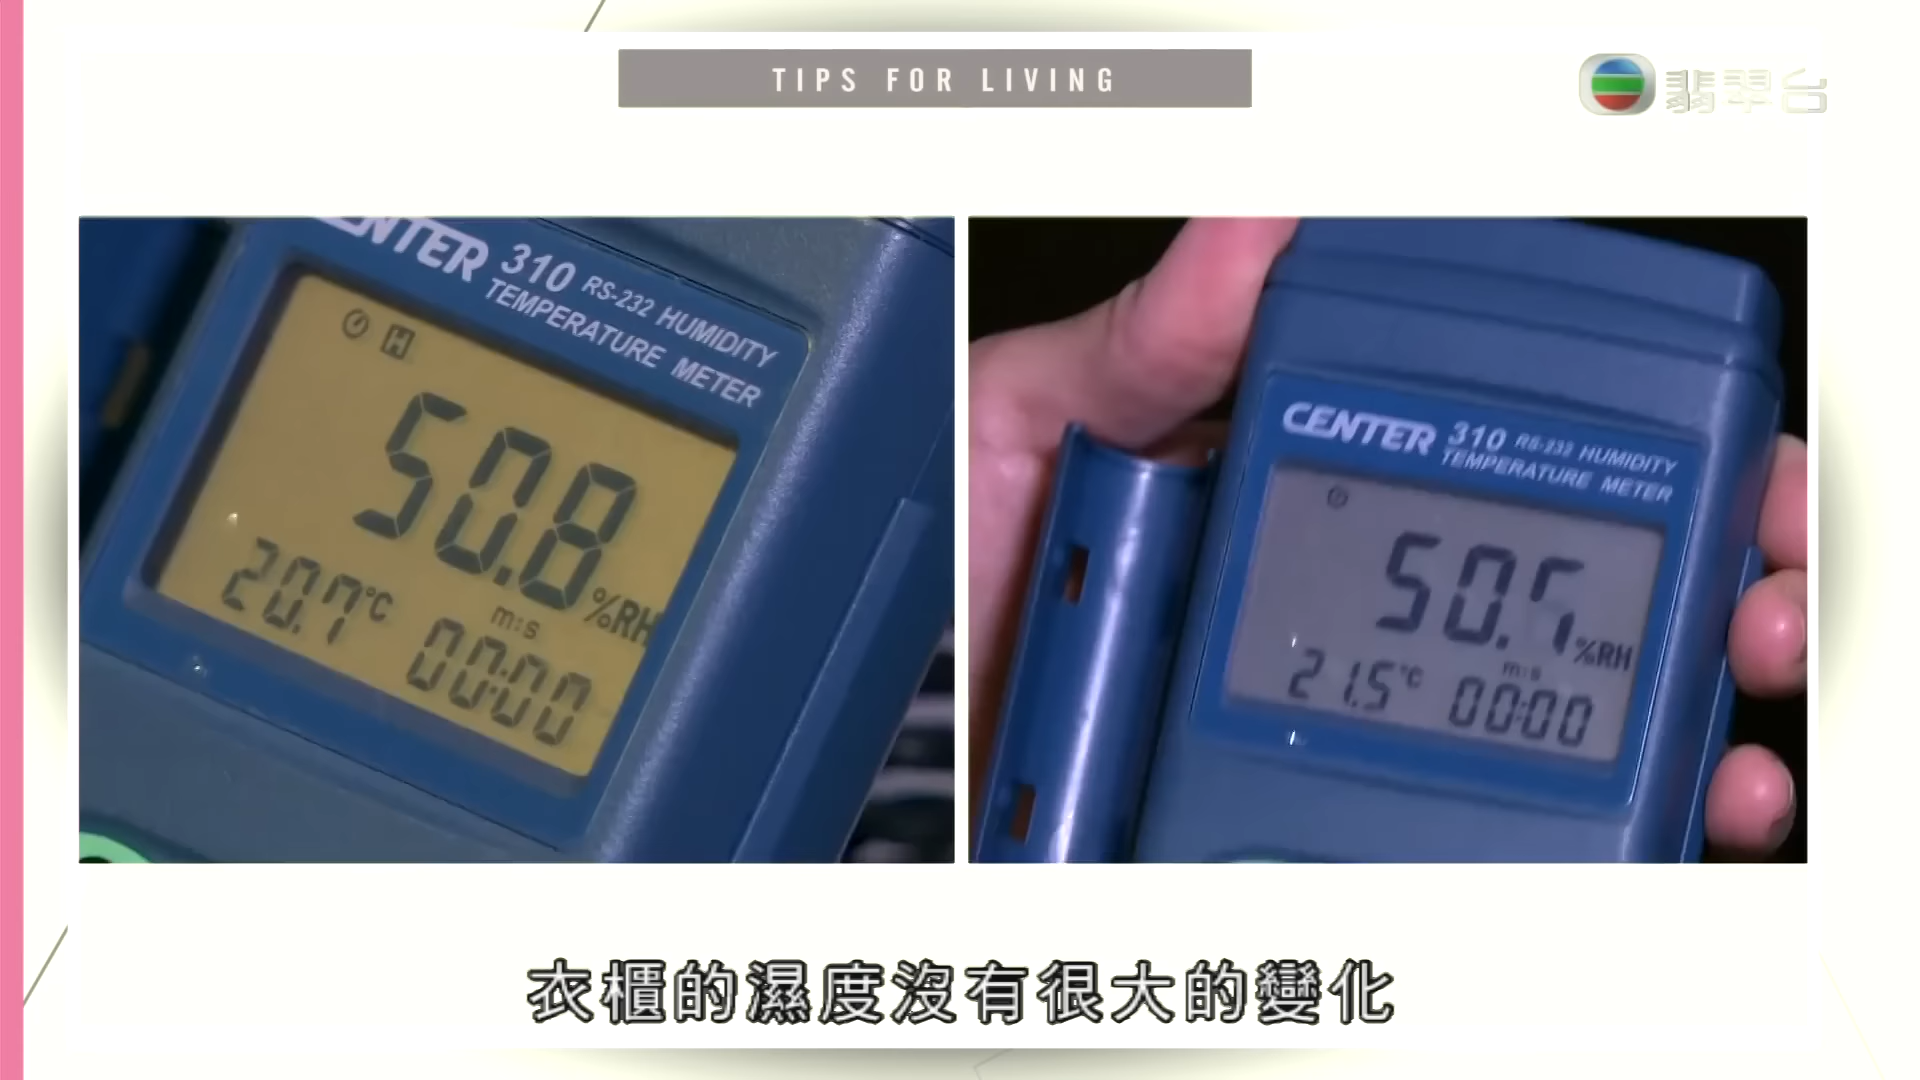 TIPS FOR LIVING
翡翠台
CENTER 310 RS-232 HUMIDITY
TEMPERATURE METER
H
50.8 %RH
20.7 °C
m:s
00:00
CENTER 310 RS-232 HUMIDITY
TEMPERATURE METER
50. %RH
21.5 °C
m:s
00:00
衣櫃的濕度沒有很大的變化